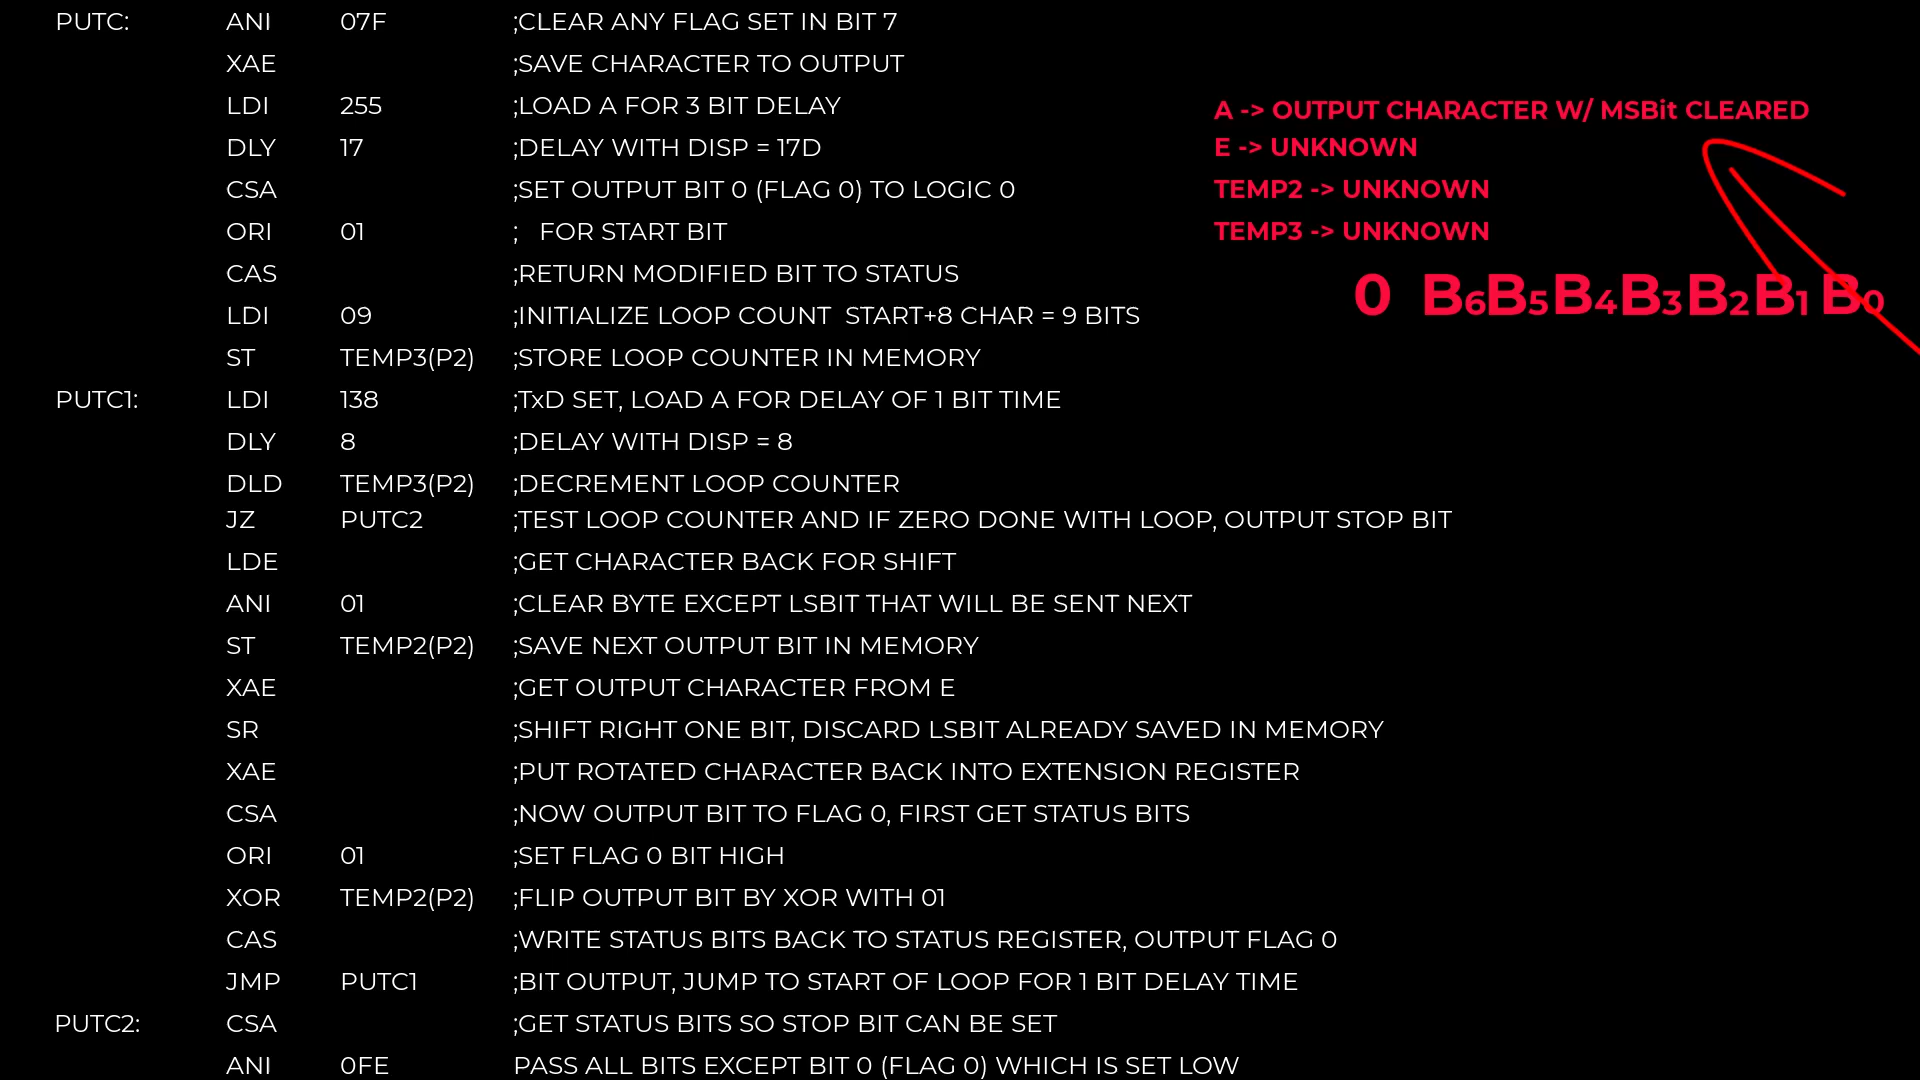 PUTC: ANI 07F ;CLEAR ANY FLAG SET IN BIT 7
XAE ;SAVE CHARACTER TO OUTPUT
LDI 255 ;LOAD A FOR 3 BIT DELAY
A -> OUTPUT CHARACTER W/ MSBit CLEARED
DLY 17 ;DELAY WITH DISP = 17D
E -> UNKNOWN
CSA ;SET OUTPUT BIT 0 (FLAG 0) TO LOGIC 0
TEMP2 -> UNKNOWN
ORI 01 ; FOR START BIT
TEMP3 -> UNKNOWN
CAS ;RETURN MODIFIED BIT TO STATUS
0 B6B5B4B3B2B1 B0
LDI 09 ;INITIALIZE LOOP COUNT START+8 CHAR = 9 BITS
ST TEMP3(P2) ;STORE LOOP COUNTER IN MEMORY
PUTC1: LDI 138 ;TxD SET, LOAD A FOR DELAY OF 1 BIT TIME
DLY 8 ;DELAY WITH DISP = 8
DLD TEMP3(P2) ;DECREMENT LOOP COUNTER
JZ PUTC2 ;TEST LOOP COUNTER AND IF ZERO DONE WITH LOOP, OUTPUT STOP BIT
LDE ;GET CHARACTER BACK FOR SHIFT
ANI 01 ;CLEAR BYTE EXCEPT LSBIT THAT WILL BE SENT NEXT
ST TEMP2(P2) ;SAVE NEXT OUTPUT BIT IN MEMORY
XAE ;GET OUTPUT CHARACTER FROM E
SR ;SHIFT RIGHT ONE BIT, DISCARD LSBIT ALREADY SAVED IN MEMORY
XAE ;PUT ROTATED CHARACTER BACK INTO EXTENSION REGISTER
CSA ;NOW OUTPUT BIT TO FLAG 0, FIRST GET STATUS BITS
ORI 01 ;SET FLAG 0 BIT HIGH
XOR TEMP2(P2) ;FLIP OUTPUT BIT BY XOR WITH 01
CAS ;WRITE STATUS BITS BACK TO STATUS REGISTER, OUTPUT FLAG 0
JMP PUTC1 ;BIT OUTPUT, JUMP TO START OF LOOP FOR 1 BIT DELAY TIME
PUTC2: CSA ;GET STATUS BITS SO STOP BIT CAN BE SET
ANI 0FE PASS ALL BITS EXCEPT BIT 0 (FLAG 0) WHICH IS SET LOW